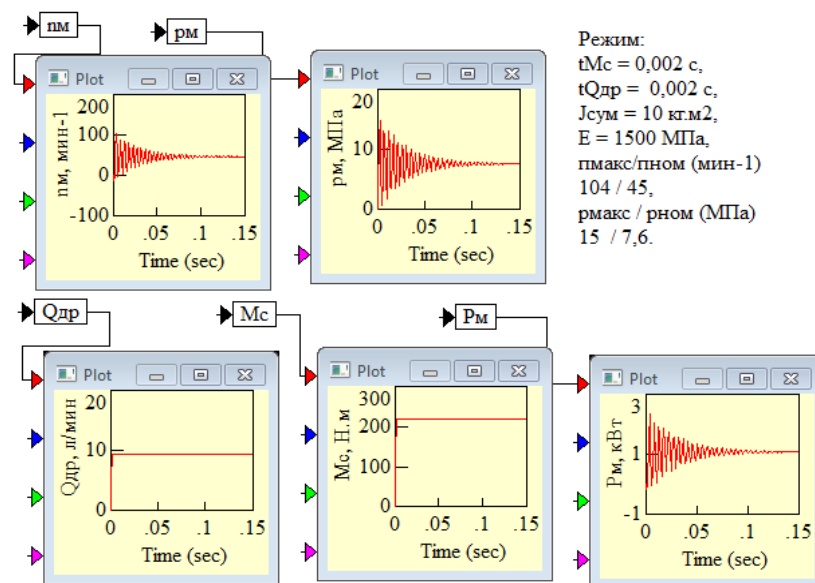 пм
рм
Режим:
tМс = 0,002 с,
tQдр = 0,002 с,
Jсум = 10 кг.м2,
E = 1500 МПа,
пмакс/пном (мин-1)
104 / 45,
рмакс / рном (МПа)
15 / 7,6.
Plot
200
100
0
-100
пм, мин-1
0 .05 .1 .15
Time (sec)
Plot
20
10
0
рм, МПа
0 .05 .1 .15
Time (sec)
Qдр
Мс
Рм
Plot
20
10
0
Qдр, л/мин
0 .05 .1 .15
Time (sec)
Plot
300
200
100
0
Мс, Н.м
0 .05 .1 .15
Time (sec)
Plot
3
1
-1
Рм, кВт
0 .05 .1 .15
Time (sec)